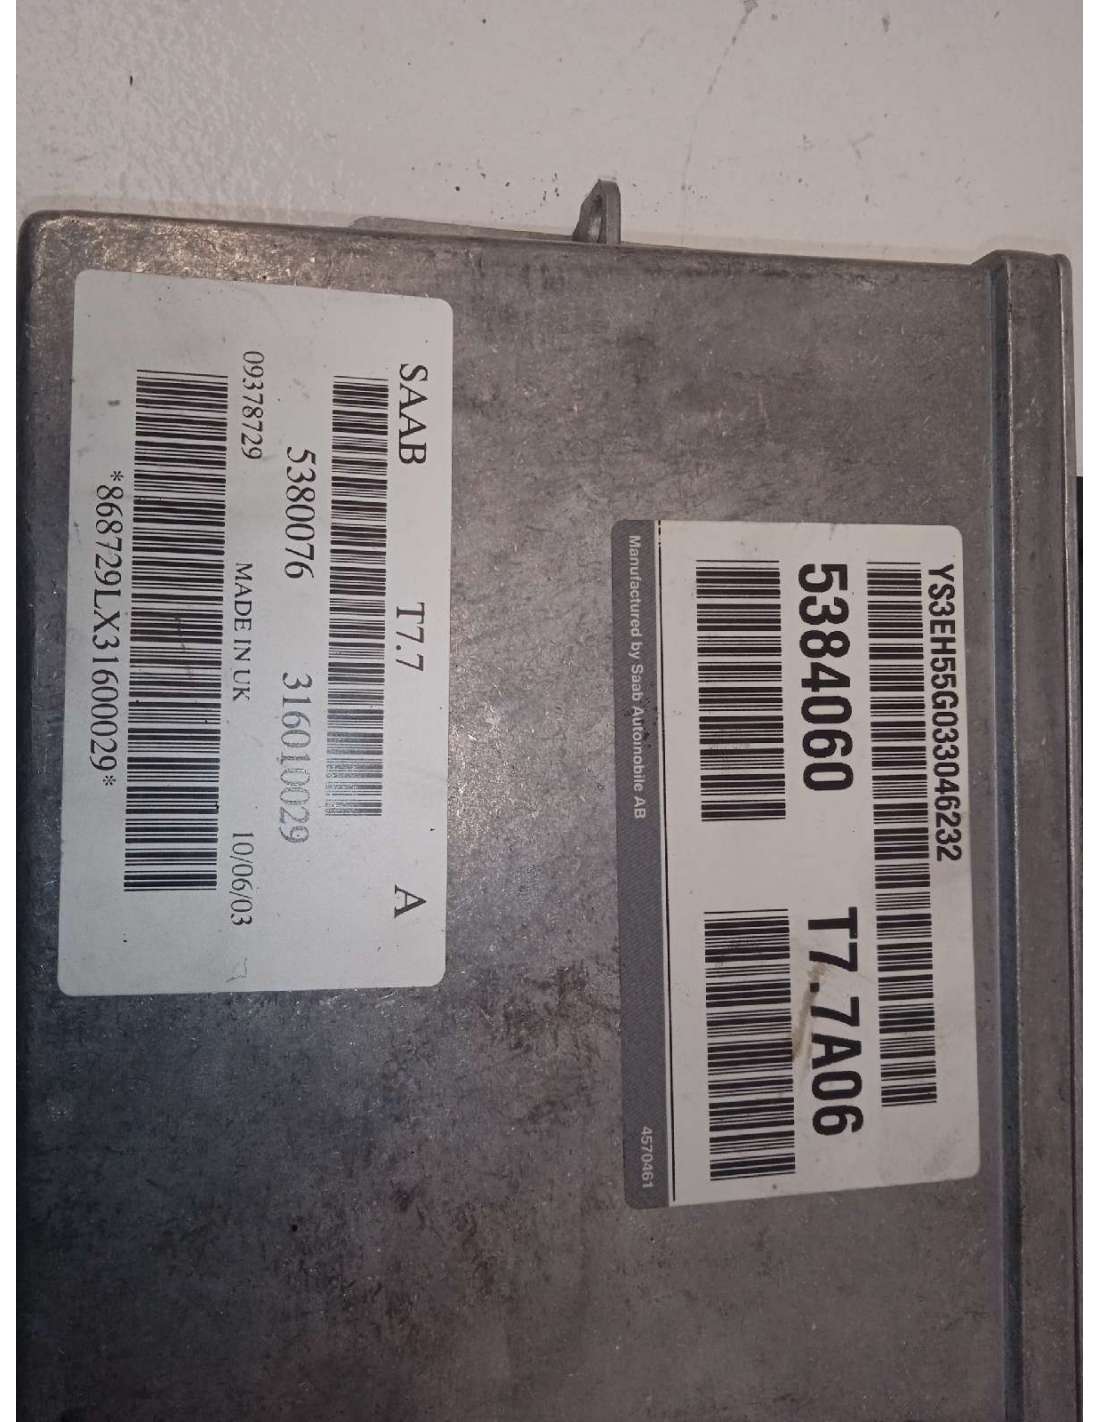 SAAB T7.7 A
5380076 316010029
09378729 MADE IN UK 10/06/03
*868729LX31600029*
YS3EH55G033046232
5384060 T7.7A06
Manufactured by Saab Automobile AB 4570461